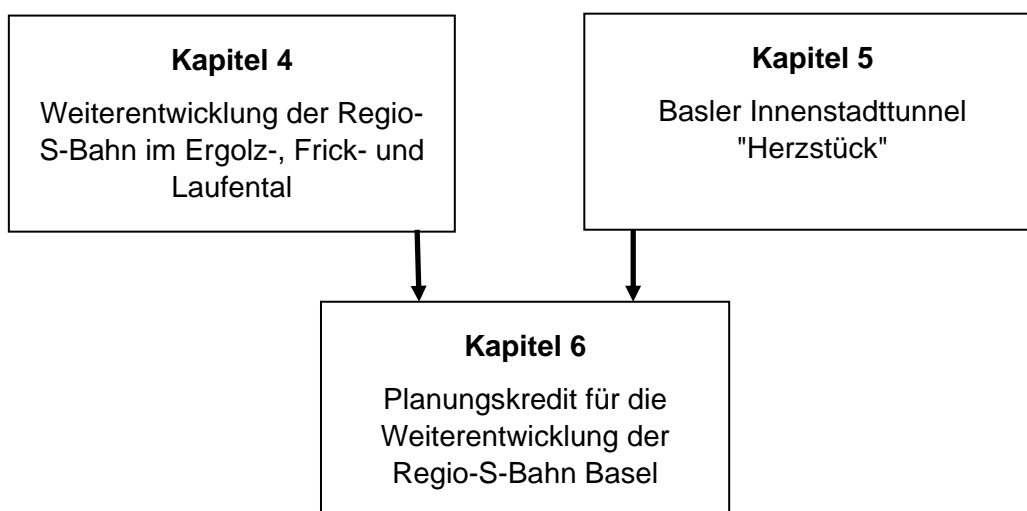 Kapitel 4
Weiterentwicklung der Regio-
S-Bahn im Ergolz-, Frick- und
Laufental
Kapitel 5
Basler Innenstadttunnel
"Herzstück"
Kapitel 6
Planungskredit für die
Weiterentwicklung der
Regio-S-Bahn Basel